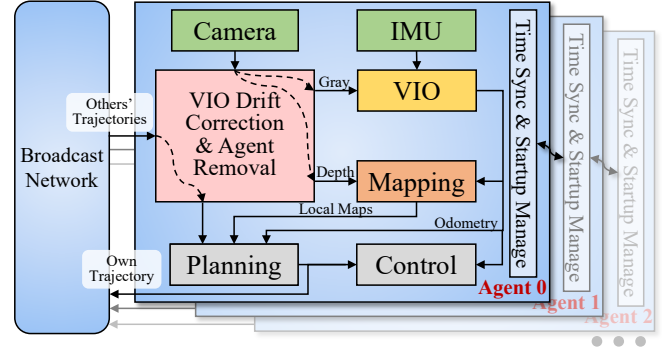 Camera
IMU
Others'
Trajectories
Gray
VIO Drift
Correction
& Agent
Removal
VIO
Broadcast
Network
Depth
Mapping
Local Maps
Odometry
Own
Trajectory
Planning
Control
Time Sync & Startup Manage
Agent 0
Time Sync & Startup Manage
Agent 1
Time Sync & Startup Manage
Agent 2